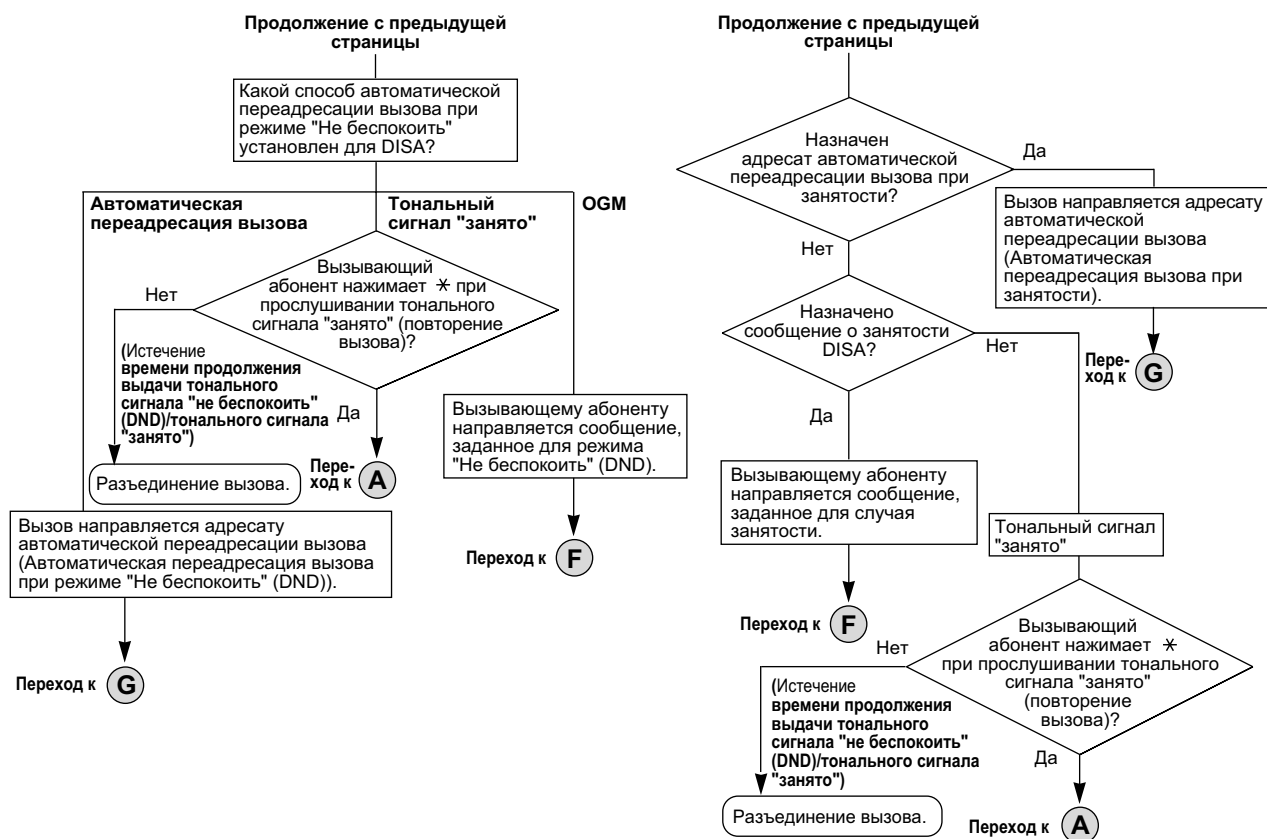 Продолжение с предыдущей
страницы
Какой способ автоматической
переадресации вызова при
режиме "Не беспокоить"
установлен для DISA?
Автоматическая
переадресация вызова
Тональный
сигнал "занято"
OGM
Вызывающий
абонент нажимает * при
прослушивании тонального
сигнала "занято" (повторение
вызова)?
Нет
(Истечение
времени продолжения
выдачи тонального
сигнала "не беспокоить"
(DND)/тонального сигнала
"занято")
Да
Разъединение вызова.
Пере-
ход к A
Вызывающему абоненту
направляется сообщение,
заданное для режима
"Не беспокоить" (DND).
Переход к F
Вызов направляется адресату
автоматической переадресации вызова
(Автоматическая переадресация вызова
при режиме "Не беспокоить" (DND)).
Переход к G
Продолжение с предыдущей
страницы
Назначен
адресат автоматической
переадресации вызова при
занятости?
Да
Вызов направляется адресату
автоматической
переадресации вызова
(Автоматическая
переадресация вызова при
занятости).
Пере-
ход к G
Нет
Назначено
сообщение о занятости
DISA?
Нет
Да
Вызывающему абоненту
направляется сообщение,
заданное для случая
занятости.
Переход к F
Тональный сигнал
"занято"
Вызывающий
абонент нажимает *
при прослушивании тонального
сигнала "занято"
(повторение
вызова)?
Нет
(Истечение
времени продолжения
выдачи тонального
сигнала "не беспокоить"
(DND)/тонального сигнала
"занято")
Разъединение вызова.
Да
Переход к A